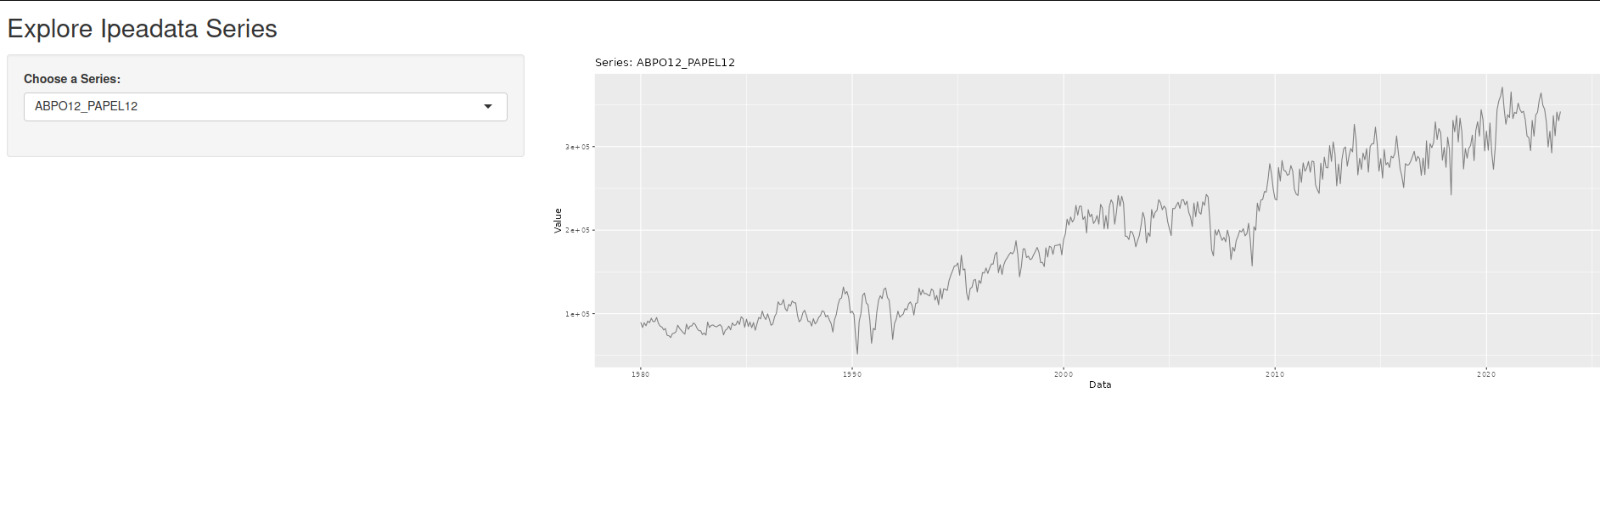 Explore Ipeadata Series
Choose a Series:
ABPO12_PAPEL12
Series: ABPO12_PAPEL12
Value
3e+05
2e+05
1e+05
1980
1990
2000
2010
2020
Data